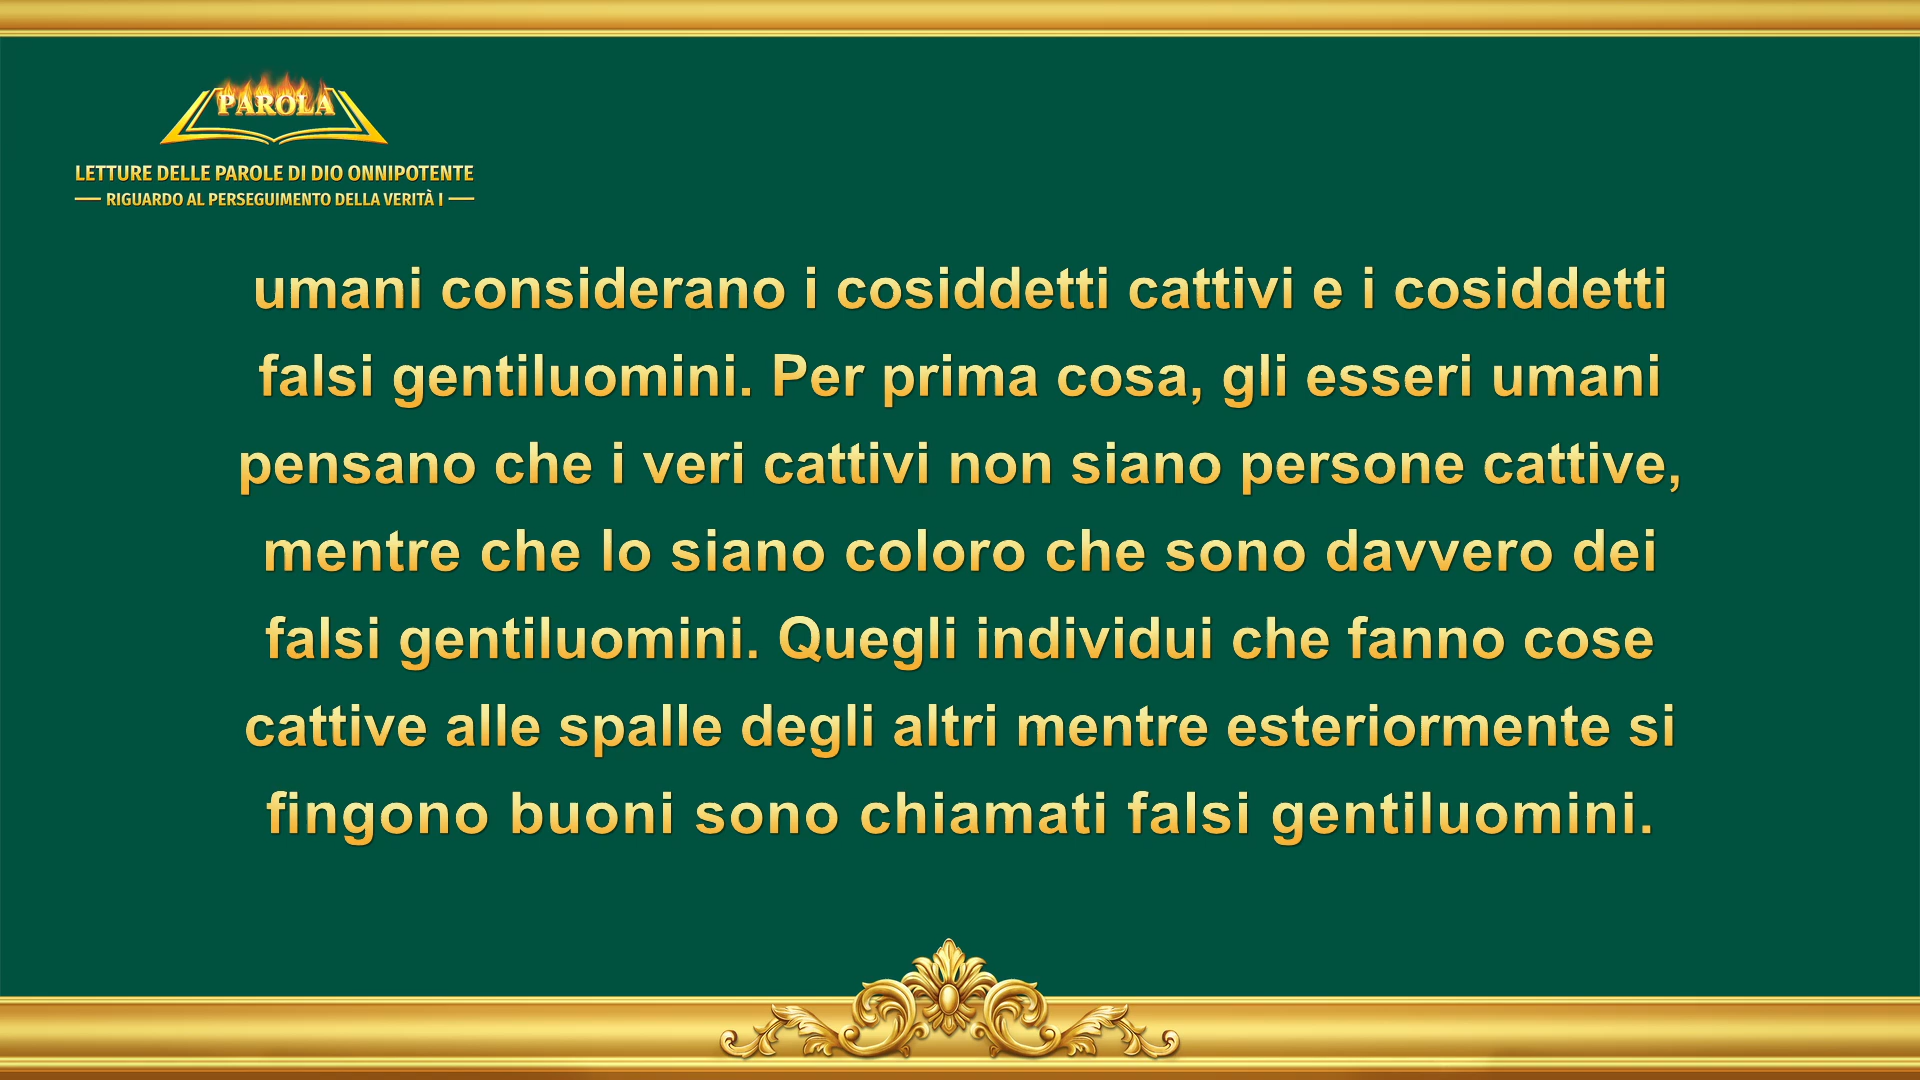 PAROLA
LETTURE DELLE PAROLE DI DIO ONNIPOTENTE
RIGUARDO AL PERSEGUIMENTO DELLA VERITÀ I
umani considerano i cosiddetti cattivi e i cosiddetti
falsi gentiluomini. Per prima cosa, gli esseri umani
pensano che i veri cattivi non siano persone cattive,
mentre che lo siano coloro che sono davvero dei
falsi gentiluomini. Quegli individui che fanno cose
cattive alle spalle degli altri mentre esteriormente si
fingono buoni sono chiamati falsi gentiluomini.